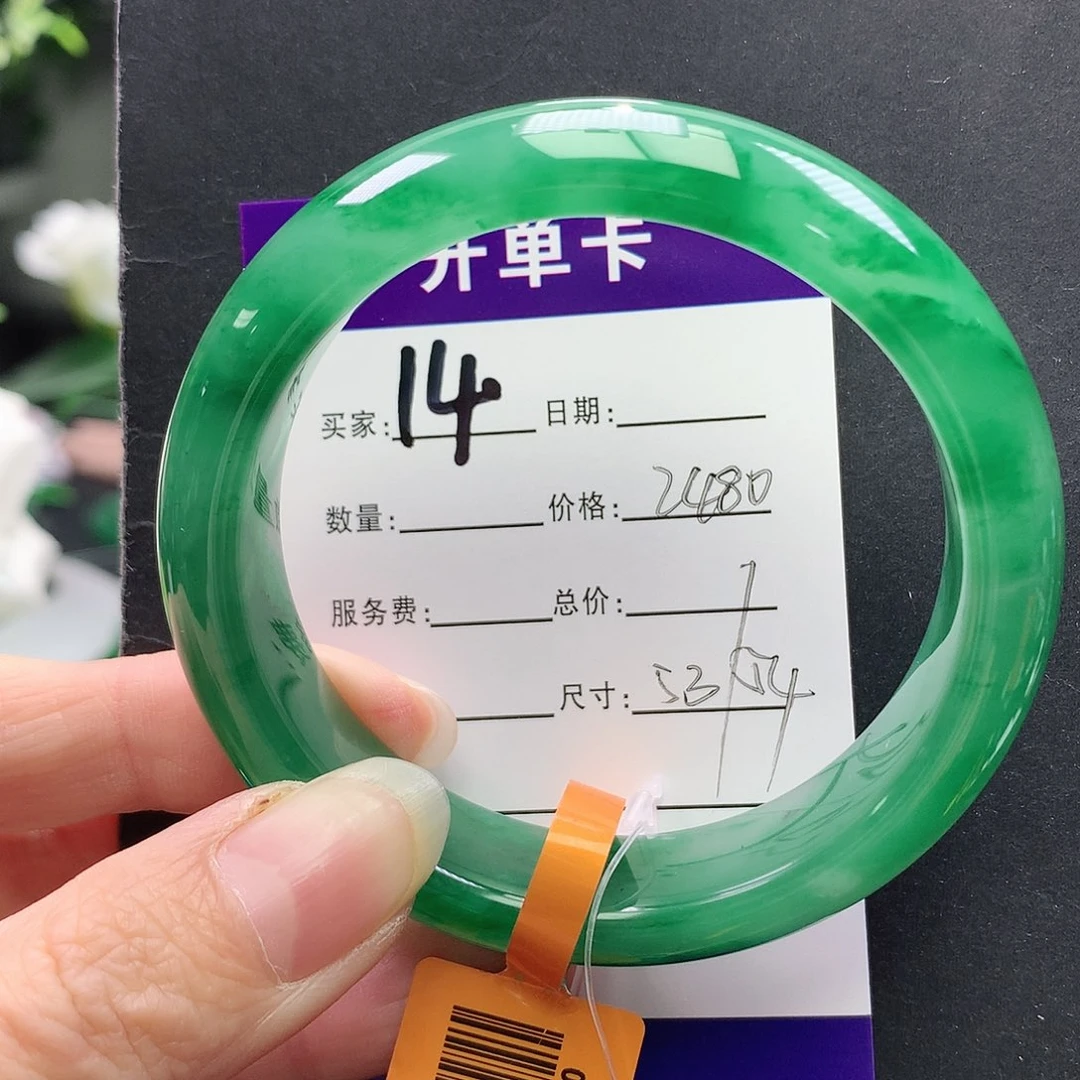 开单卡
买家: 14 日期:
数量: 价格: 2480
服务费: 总价:
尺寸: 53/54